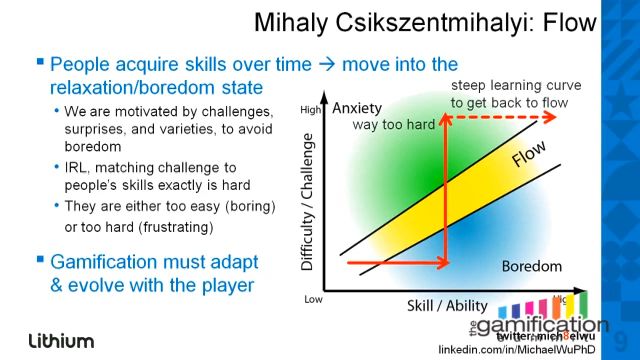 Mihaly Csikszentmihalyi: Flow
People acquire skills over time → move into the
relaxation/boredom state
We are motivated by challenges,
surprises, and varieties, to avoid
boredom
IRL, matching challenge to
people's skills exactly is hard
They are either too easy (boring)
or too hard (frustrating)
Gamification must adapt
& evolve with the player
steep learning curve
to get back to flow
High
Anxiety
way too hard
Flow
Difficulty / Challenge
Boredom
Low
High
Skill / Ability
the
gamification
Lithium
twitter: mich8elwu
linkedin.com/in/MichaelWuPhD
9